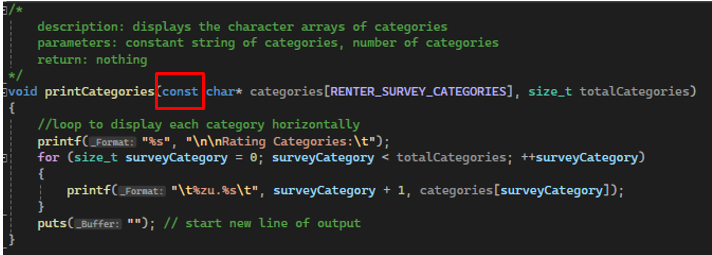 /*
description: displays the character arrays of categories
parameters: constant string of categories, number of categories
return: nothing
*/
void printCategories(const char* categories[RENTER_SURVEY_CATEGORIES], size_t totalCategories)
{
//loop to display each category horizontally
printf(_Format: "%s", "\n\nRating Categories:\t");
for (size_t surveyCategory = 0; surveyCategory < totalCategories; ++surveyCategory)
{
printf(_Format: "\t%zu.%s\t", surveyCategory + 1, categories[surveyCategory]);
}
puts(_Buffer: ""); // start new line of output
}